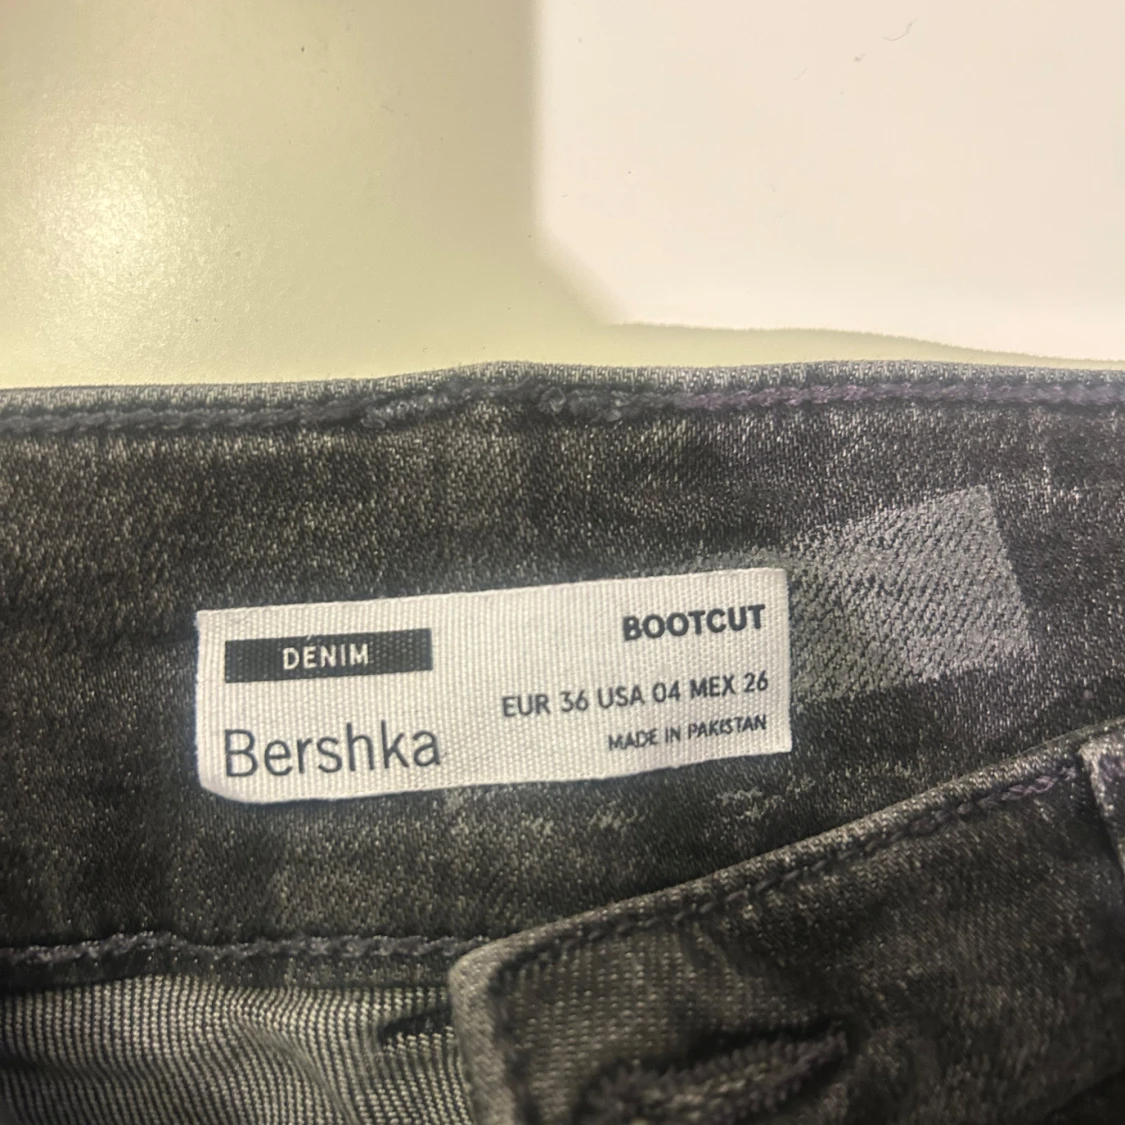 DENIM
BOOTCUT
EUR 36 USA 04 MEX 26
Bershka
MADE IN PAKISTAN